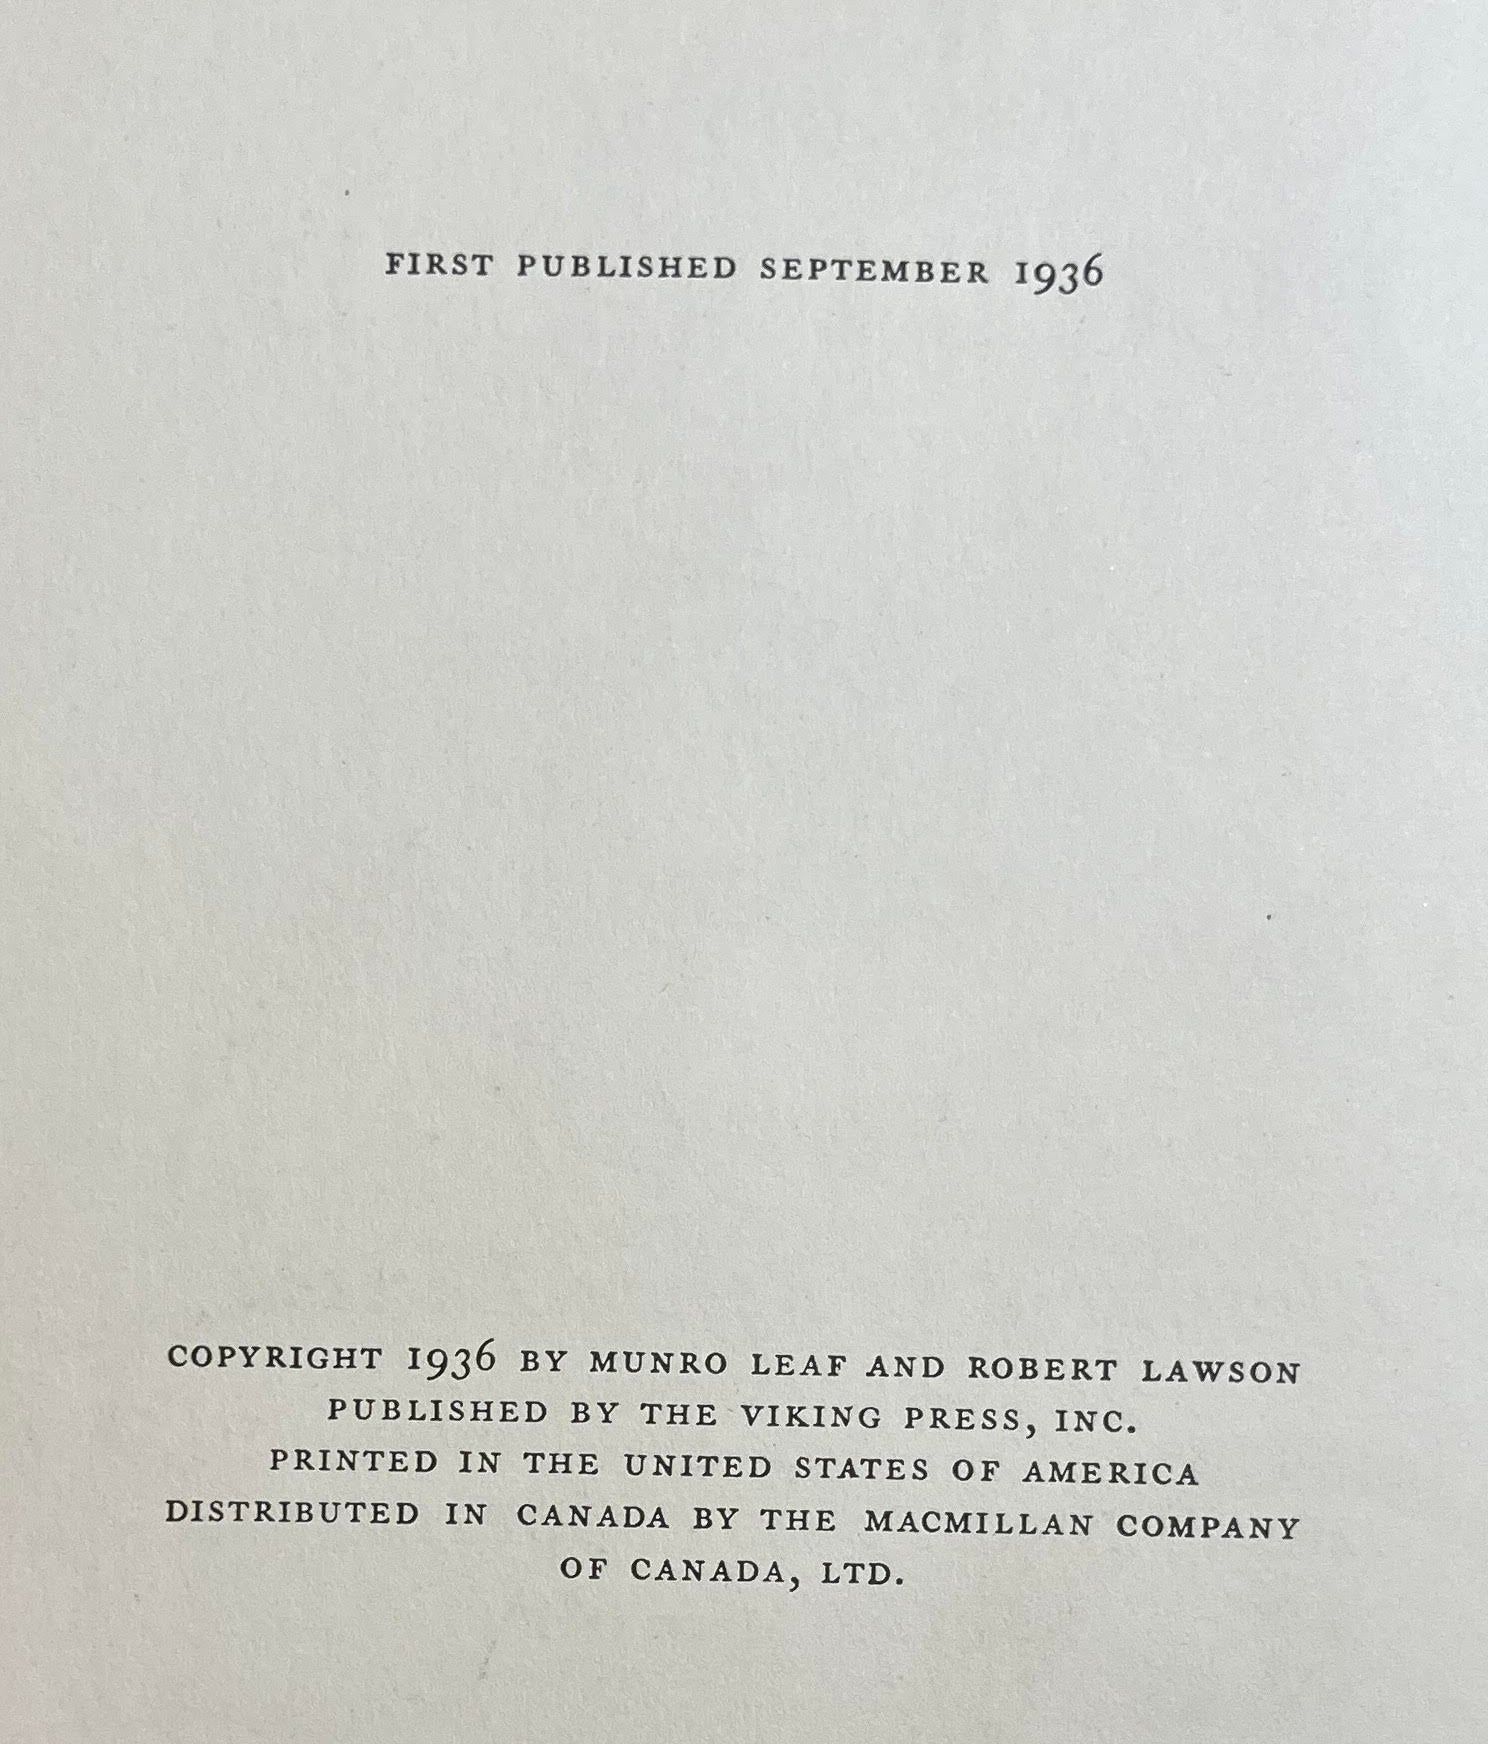 FIRST PUBLISHED SEPTEMBER 1936
COPYRIGHT 1936 BY MUNRO LEAF AND ROBERT LAWSON
PUBLISHED BY THE VIKING PRESS, INC.
PRINTED IN THE UNITED STATES OF AMERICA
DISTRIBUTED IN CANADA BY THE MACMILLAN COMPANY
OF CANADA, LTD.